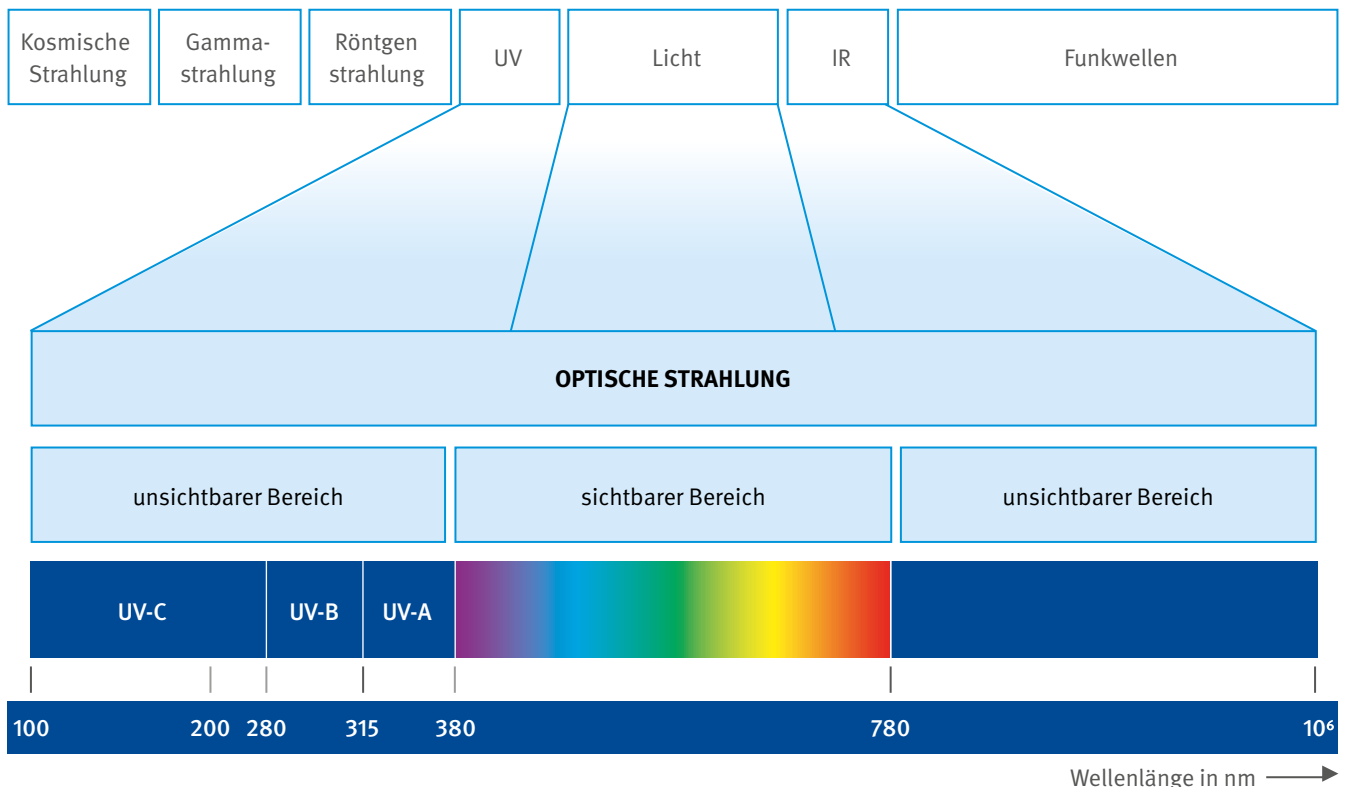 Kosmische
Strahlung
Gamma-
strahlung
Röntgen
strahlung
UV
Licht
IR
Funkwellen
OPTISCHE STRAHLUNG
unsichtbarer Bereich
sichtbarer Bereich
unsichtbarer Bereich
UV-C
UV-B
UV-A
100
200
280
315
380
780
10⁶
Wellenlänge in nm